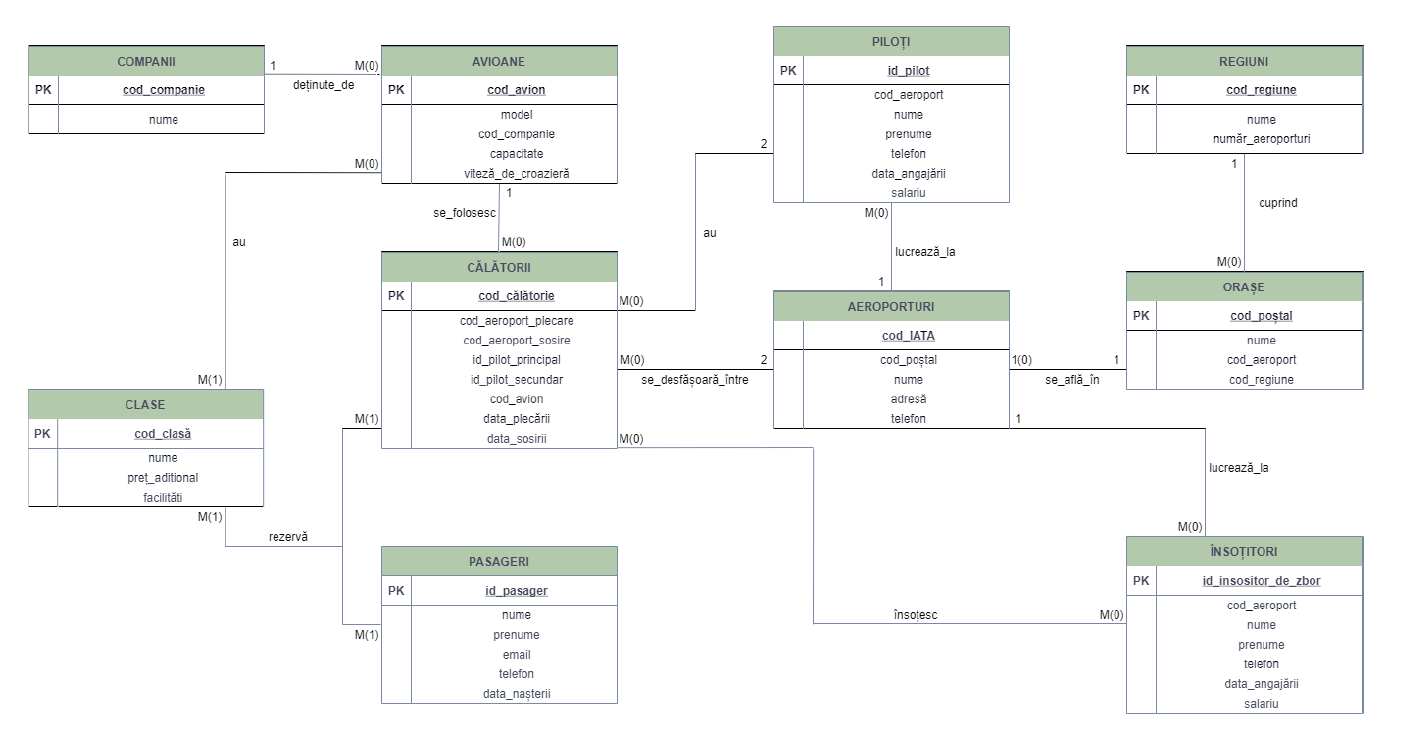 COMPANII
PK cod_companie
nume
1
M(0)
deținute_de
AVIOANE
PK cod_avion
model
cod_companie
capacitate
viteză_de_croazieră
M(0)
au
M(1)
1
se_folosesc
M(0)
PILOȚI
PK id_pilot
cod_aeroport
nume
prenume
telefon
data_angajării
salariu
2
au
M(0)
M(0)
lucrează_la
1
REGIUNI
PK cod_regiune
nume
număr_aeroporturi
1
cuprind
M(0)
CĂLĂTORII
PK cod_călătorie
cod_aeroport_plecare
cod_aeroport_sosire
id_pilot_principal
id_pilot_secundar
cod_avion
data_plecării
data_sosirii
M(0)
2
se_desfășoară_între
AEROPORTURI
cod_IATA
cod_poștal
nume
adresă
telefon
1(0)
1
se_află_în
ORAȘE
PK cod_poștal
nume
cod_aeroport
cod_regiune
CLASE
PK cod_clasă
nume
preț_adițional
facilități
M(1)
rezervă
M(1)
M(1)
PASAGERI
PK id_pasager
nume
prenume
email
telefon
data_nașterii
M(0)
însoțesc
M(0)
1
lucrează_la
M(0)
ÎNSOȚITORI
PK id_insositor_de_zbor
cod_aeroport
nume
prenume
telefon
data_angajării
salariu